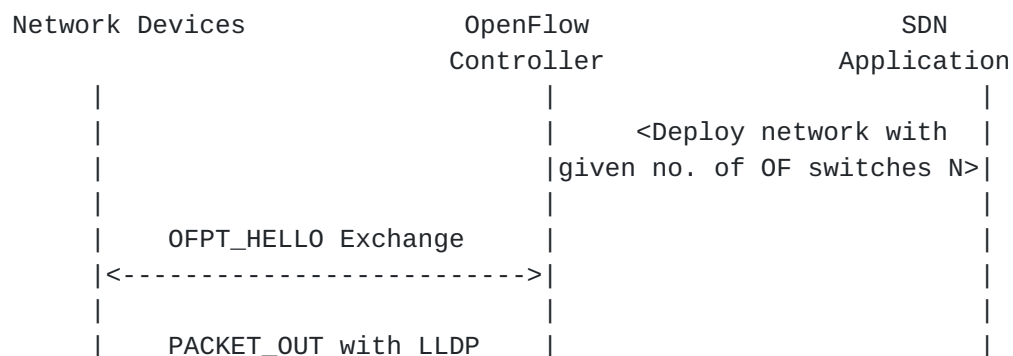 Network Devices              OpenFlow                         SDN
                            Controller               Application
     |                            |                            |
     |                            |     <Deploy network with  |
     |                            |given no. of OF switches N>|
     |                            |                            |
     |    OFPT_HELLO Exchange     |                            |
     |<-------------------------->|                            |
     |                            |                            |
     |    PACKET_OUT with LLDP    |                            |